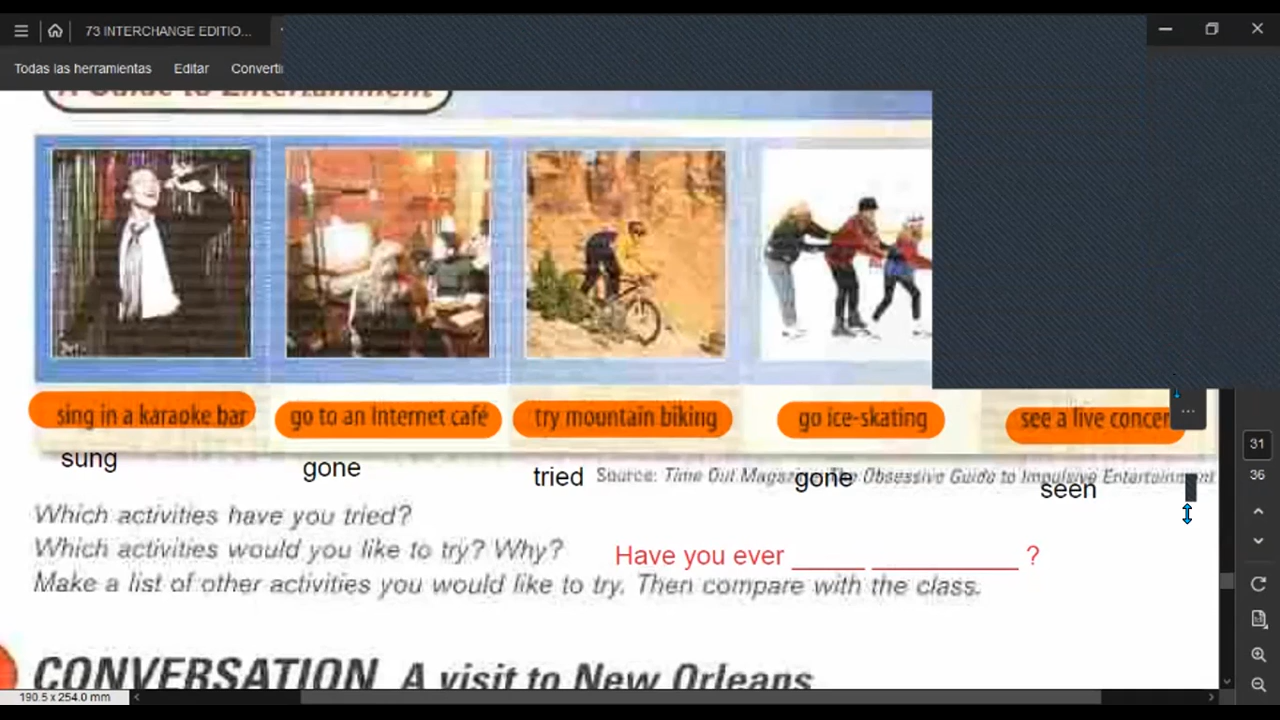 73 INTERCHANGE EDITIO...
Todas las herramientas Editar Converti
A Guide to Entertainment
sing in a karaoke bar go to an Internet café try mountain biking go ice-skating see a live concer
sung gone tried gone seen
Source: Time Out Magazine: The Obsessive Guide to Impulsive Entertainment
Which activities have you tried?
Which activities would you like to try? Why?
Have you ever _____ __________ ?
Make a list of other activities you would like to try. Then compare with the class.
CONVERSATION A visit to New Orleans
31
36
190.5 x 254.0 mm